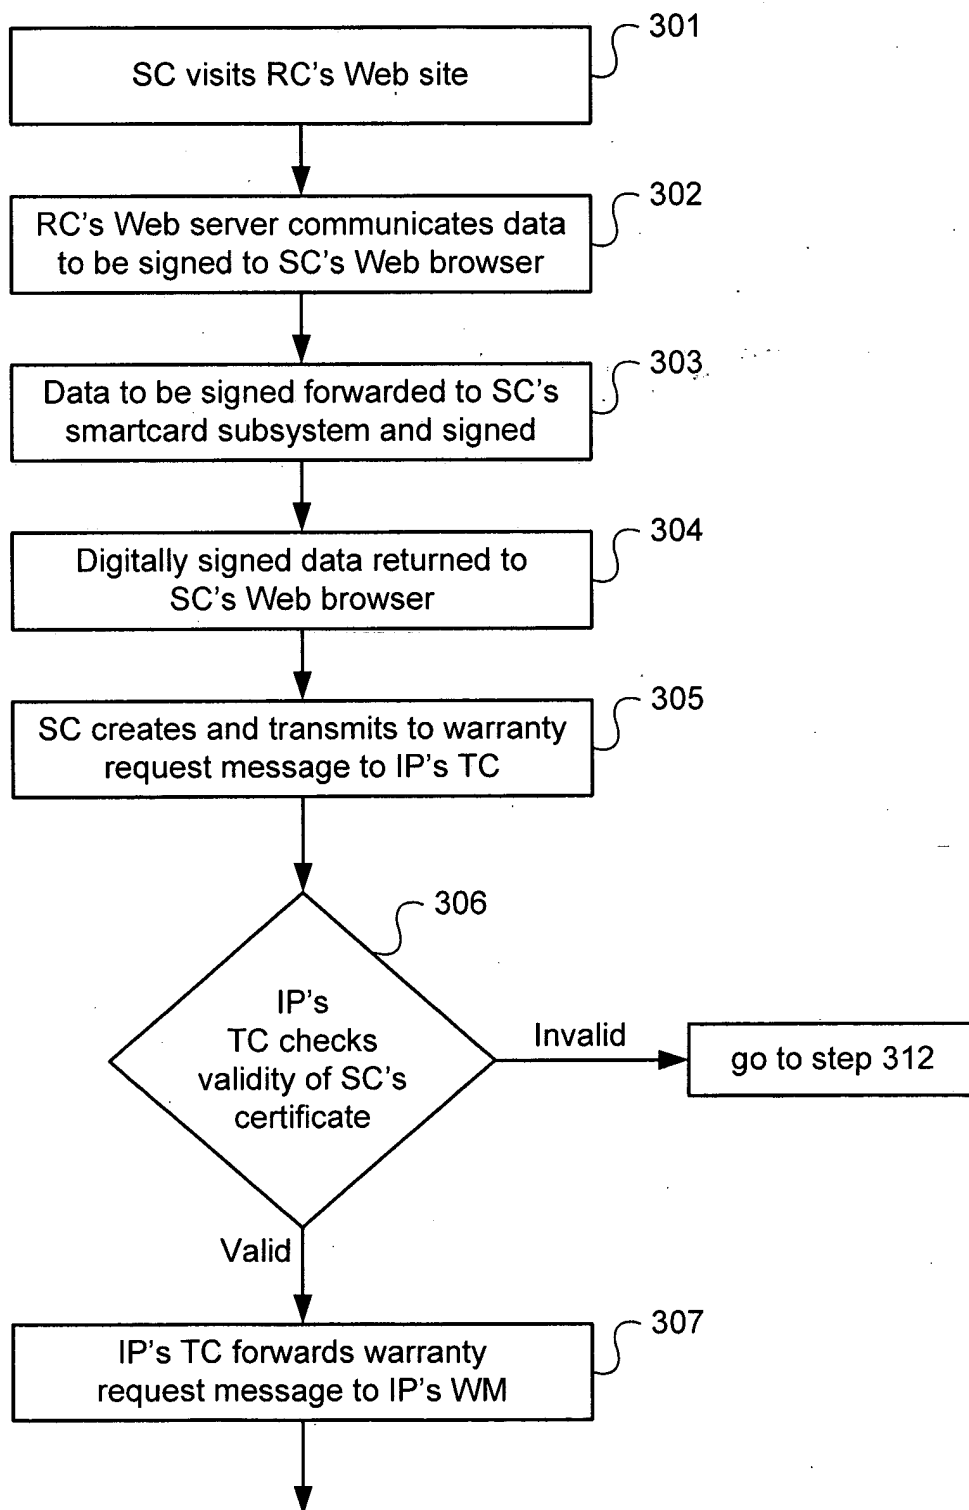 301
SC visits RC's Web site
302
RC's Web server communicates data
to be signed to SC's Web browser
303
Data to be signed forwarded to SC's
smartcard subsystem and signed
304
Digitally signed data returned to
SC's Web browser
305
SC creates and transmits to warranty
request message to IP's TC
306
IP's
TC checks
validity of SC's
certificate
Invalid
go to step 312
Valid
307
IP's TC forwards warranty
request message to IP's WM